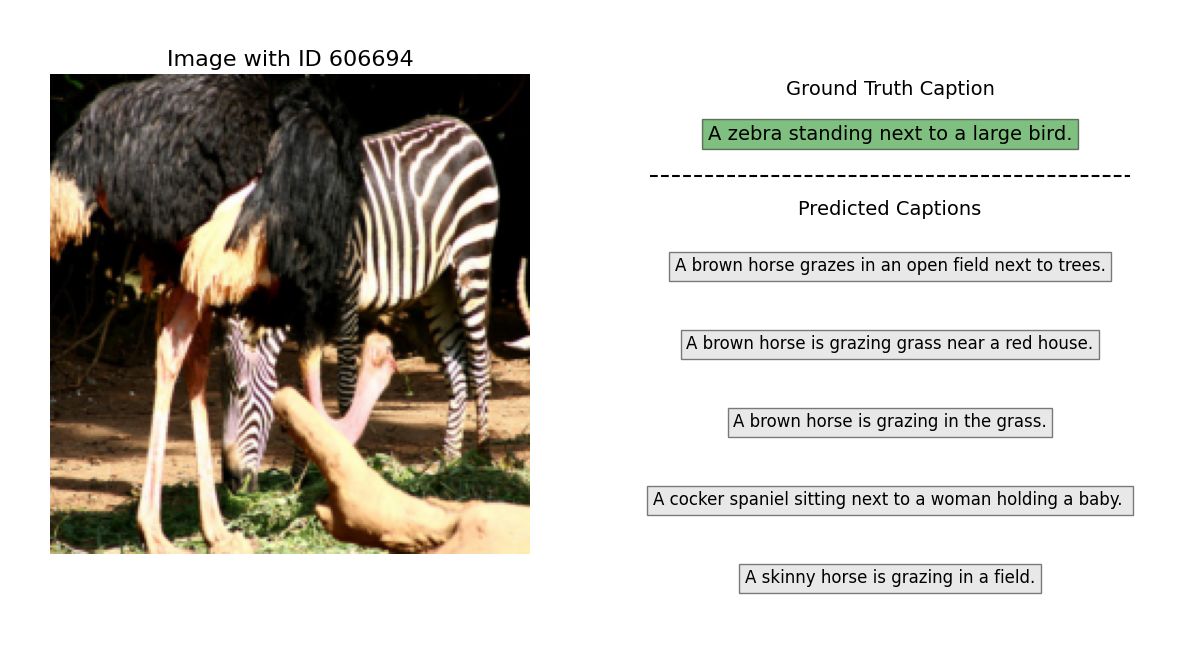 Image with ID 606694
Ground Truth Caption
A zebra standing next to a large bird.
Predicted Captions
A brown horse grazes in an open field next to trees.
A brown horse is grazing grass near a red house.
A brown horse is grazing in the grass.
A cocker spaniel sitting next to a woman holding a baby.
A skinny horse is grazing in a field.